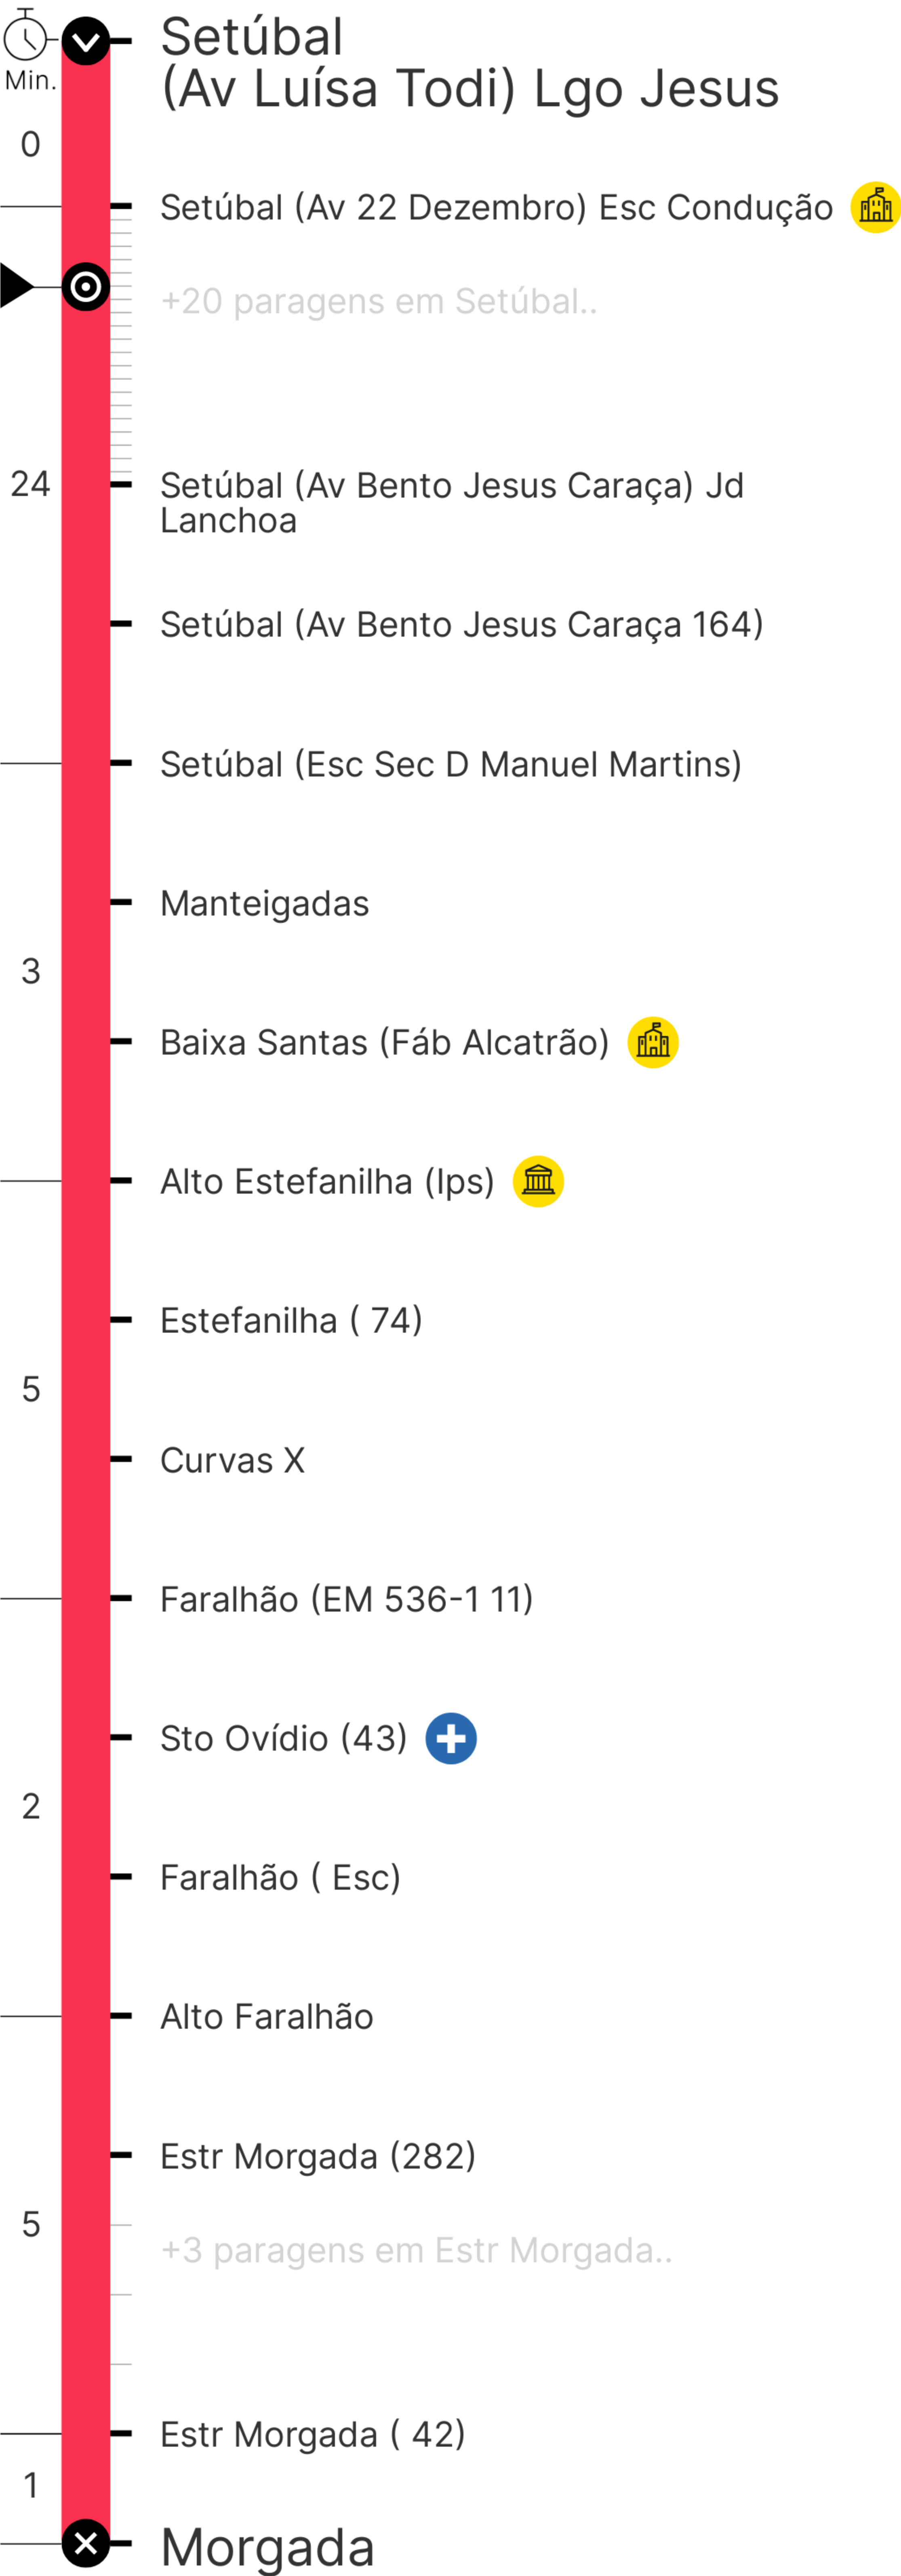 Setúbal
Min.
(Av Luísa Todi) Lgo Jesus
0
Setúbal (Av 22 Dezembro) Esc Condução
+20 paragens em Setúbal..
24
Setúbal (Av Bento Jesus Caraça) Jd
Lanchoa
Setúbal (Av Bento Jesus Caraça 164)
Setúbal (Esc Sec D Manuel Martins)
Manteigadas
3
Baixa Santas (Fáb Alcatrão)
Alto Estefanilha (Ips)
Estefanilha ( 74)
5
Curvas X
Faralhão (EM 536-1 11)
Sto Ovídio (43)
2
Faralhão ( Esc)
Alto Faralhão
Estr Morgada (282)
5
+3 paragens em Estr Morgada..
Estr Morgada ( 42)
1
Morgada